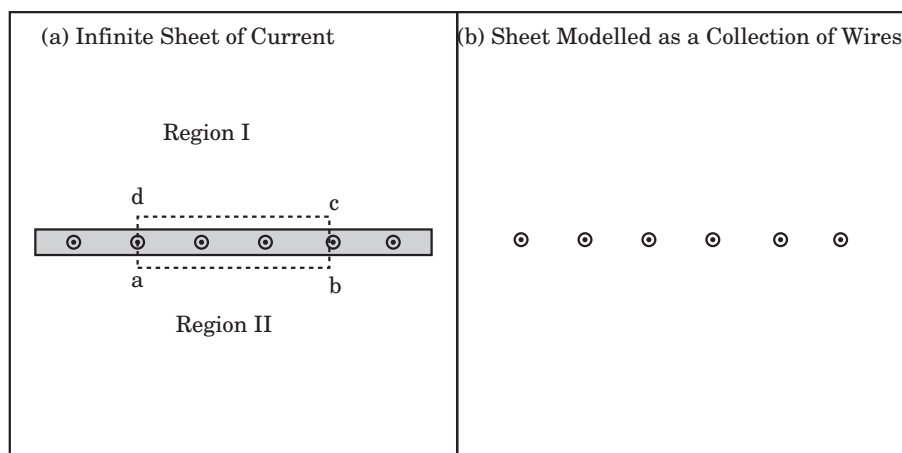 (a) Infinite Sheet of Current
Region I
d
c
a
b
Region II
(b) Sheet Modelled as a Collection of Wires